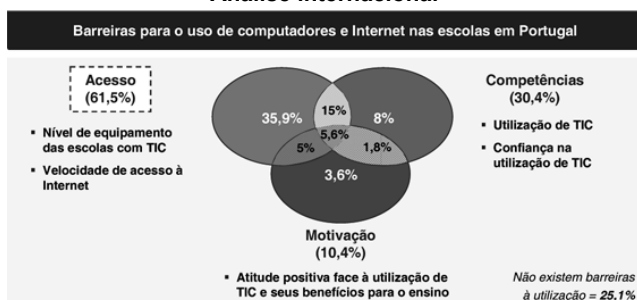 Análise Internacional
Barreiras para o uso de computadores e Internet nas escolas em Portugal
Acesso
(61,5%)
▪ Nível de equipamento
das escolas com TIC
▪ Velocidade de acesso à
Internet
35,9%
15%
8%
5,6%
5%
1,8%
3,6%
Competências
(30,4%)
▪ Utilização de TIC
▪ Confiança na
utilização de TIC
Motivação
(10,4%)
▪ Atitude positiva face à utilização de
TIC e seus benefícios para o ensino
Não existem barreiras
à utilização = 25,1%